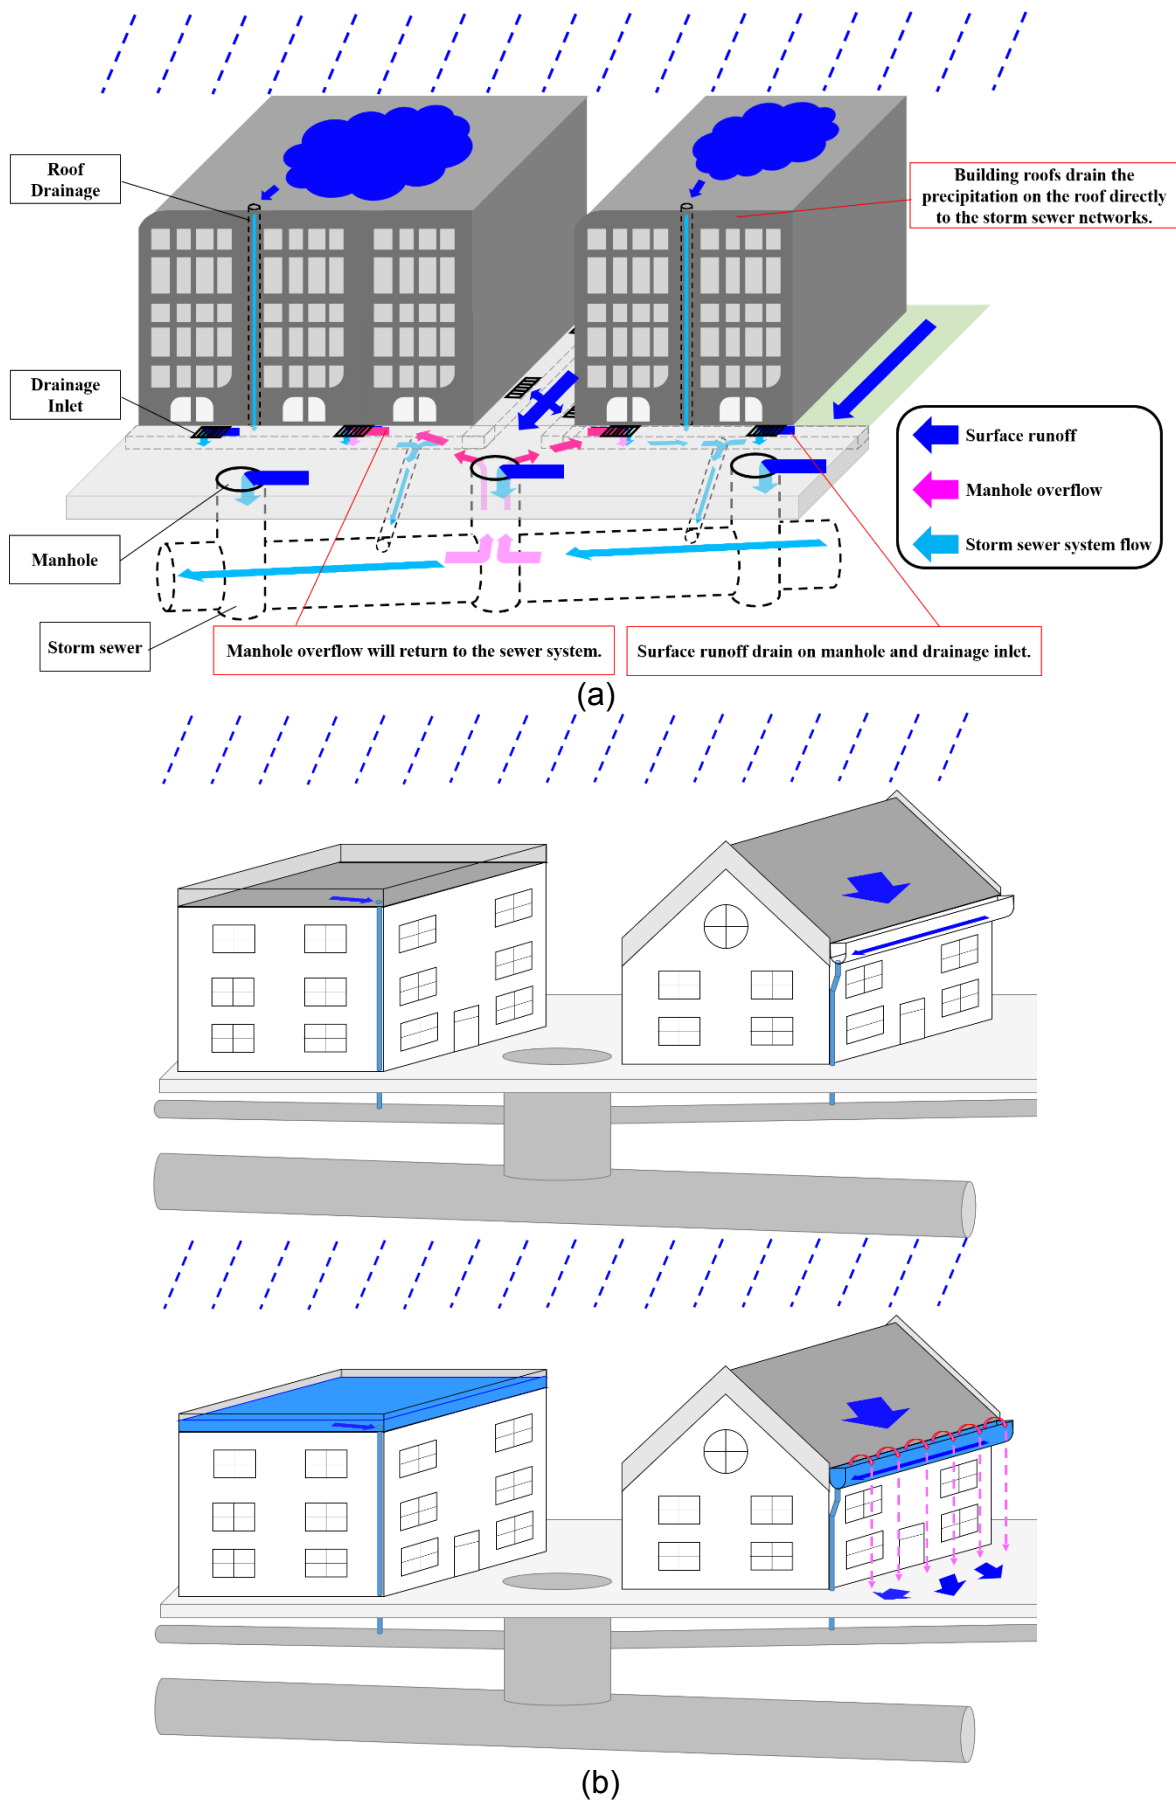 Roof
Drainage
Building roofs drain the
precipitation on the roof directly
to the storm sewer networks.
Drainage
Inlet
Surface runoff
Manhole overflow
Storm sewer system flow
Manhole
Storm sewer
Manhole overflow will return to the sewer system.
Surface runoff drain on manhole and drainage inlet.
(a)
(b)